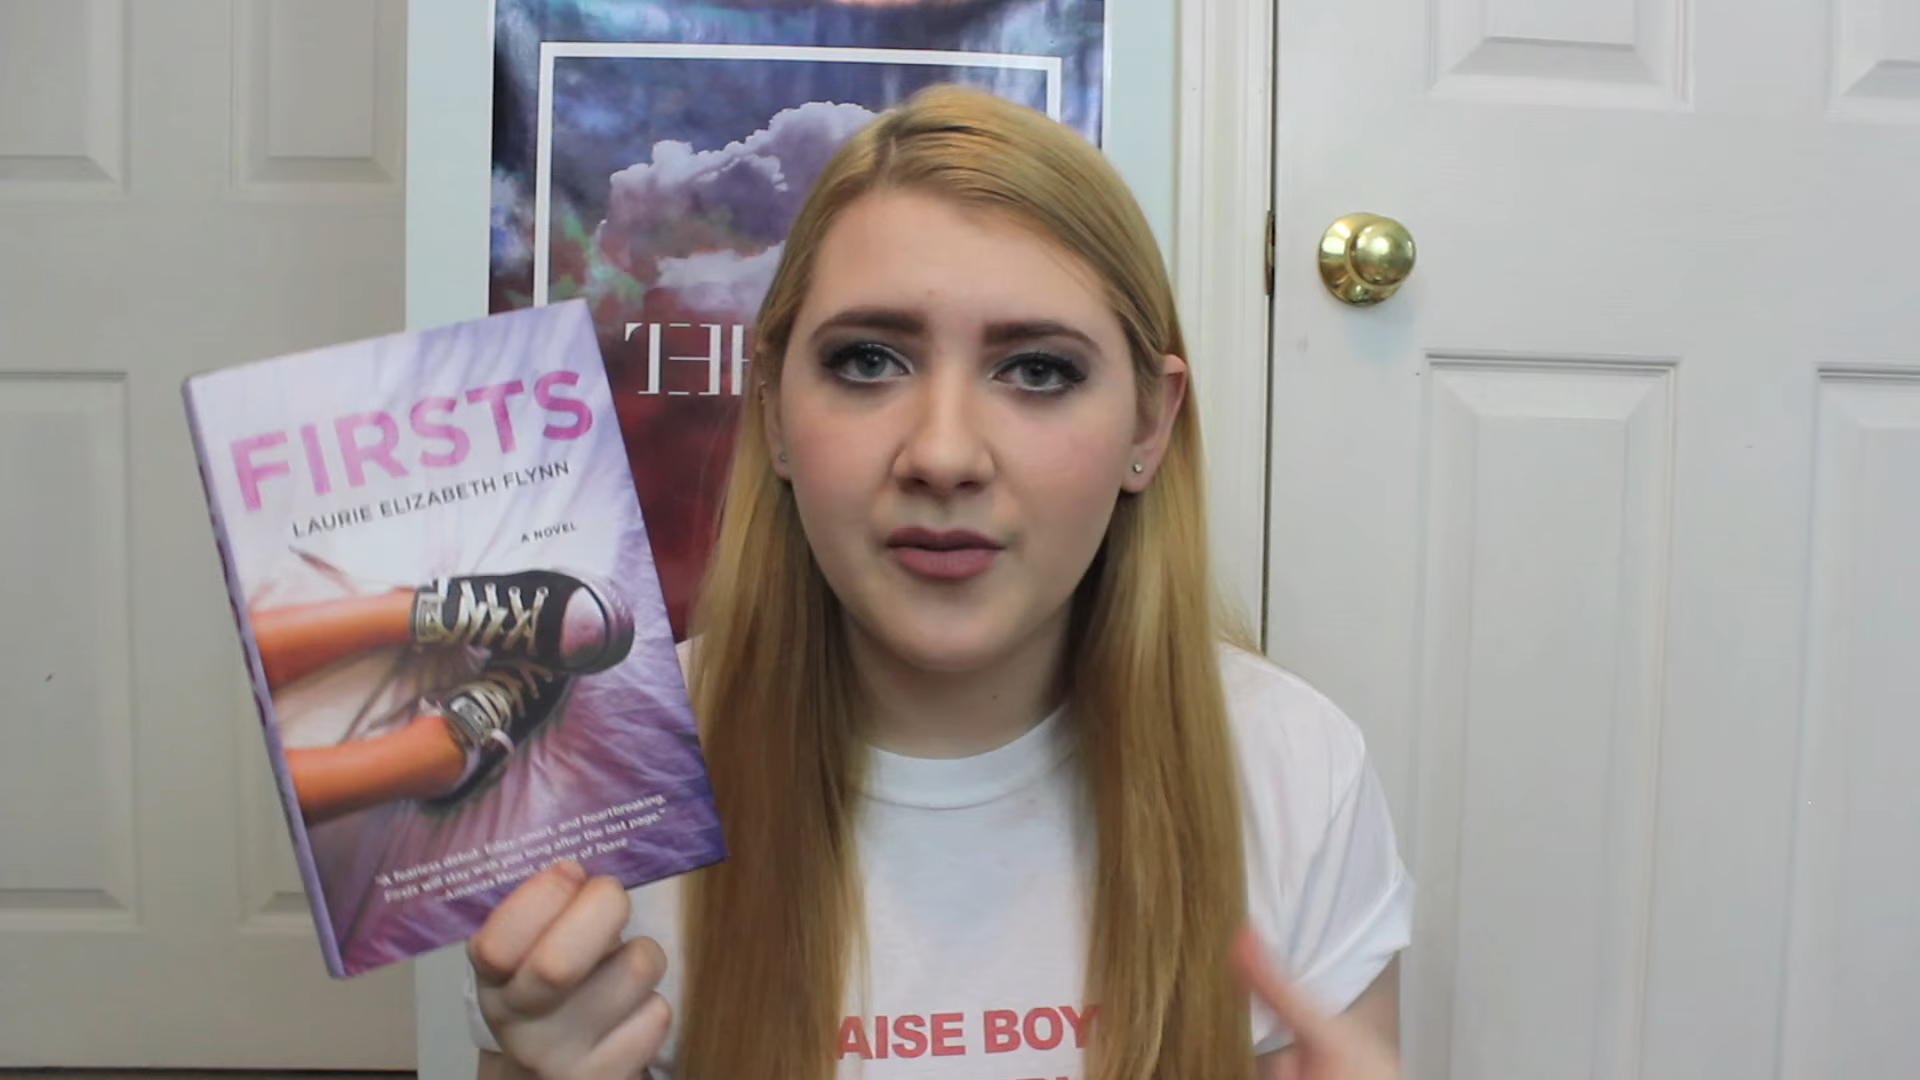 FIRSTS
LAURIE ELIZABETH FLYNN
A NOVEL
"A fearless debut. Edgy, smart, and heartbreaking,
Firsts will stay with you long after the last page."
—Amanda Maciel, author of Tease
AISE BOY